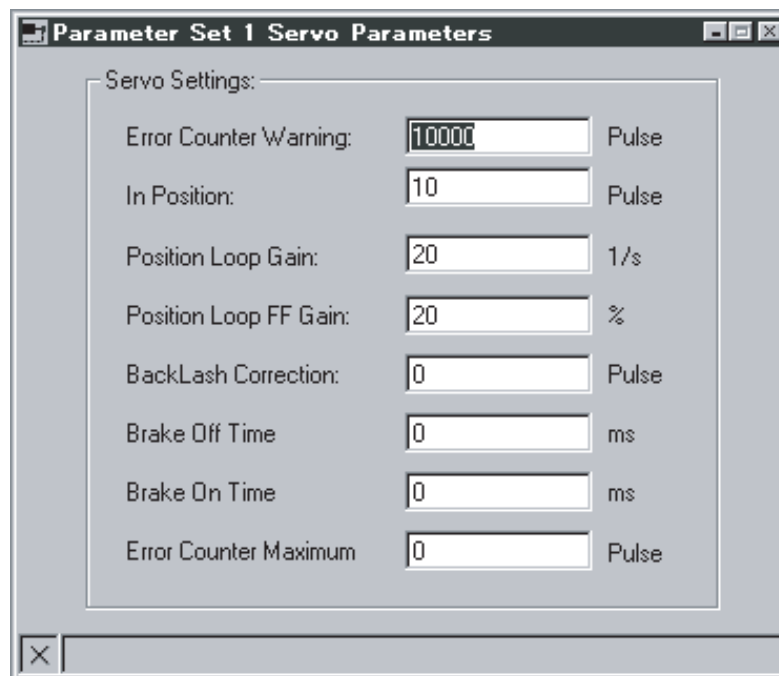 Parameter Set 1 Servo Parameters
Servo Settings:
Error Counter Warning: 10000 Pulse
In Position: 10 Pulse
Position Loop Gain: 20 1/s
Position Loop FF Gain: 20 %
BackLash Correction: 0 Pulse
Brake Off Time 0 ms
Brake On Time 0 ms
Error Counter Maximum 0 Pulse